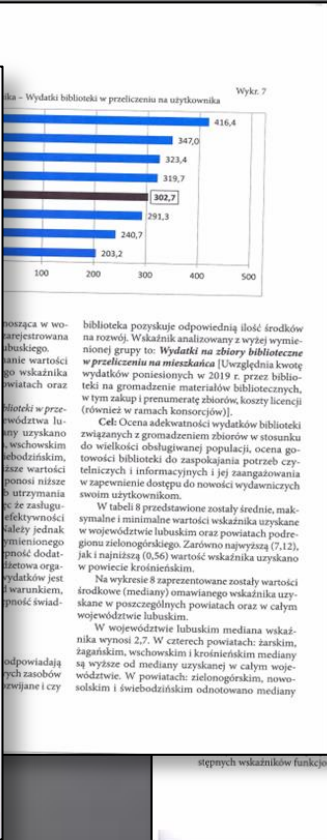 Wykr. 7
ika – Wydatki biblioteki w przeliczeniu na użytkownika
416,4
347,0
323,4
319,7
302,7
291,3
240,7
203,2
100 200 300 400 500
nosząca w wo-
zarejestrowana
ubuskiego.
anie wartości
go wskaźnika
owiatach oraz
blioteki w prze-
ewództwa lu-
any uzyskano
, wschowskim
iebodzińskim,
ższe wartości
ponosi niższe
b utrzymania
ęc że zasługu-
efektywności
Należy jednak
ymienionego
pność dodat-
dżetowa orga-
wydatków jest
ł warunkiem,
pność świad-
odpowiadają
rych zasobów
ozwijane i czy
biblioteka pozyskuje odpowiednią ilość środków
na rozwój. Wskaźnik analizowany z wyżej wymie-
nionej grupy to: Wydatki na zbiory biblioteczne
w przeliczeniu na mieszkańca [Uwzględnia kwotę
wydatków poniesionych w 2019 r. przez biblio-
teki na gromadzenie materiałów bibliotecznych,
w tym zakup i prenumeratę zbiorów, koszty licencji
(również w ramach konsorcjów)].
Cel: Ocena adekwatności wydatków biblioteki
związanych z gromadzeniem zbiorów w stosunku
do wielkości obsługiwanej populacji, ocena go-
towości biblioteki do zaspokajania potrzeb czy-
telniczych i informacyjnych i jej zaangażowania
w zapewnienie dostępu do nowości wydawniczych
swoim użytkownikom.
W tabeli 8 przedstawione zostały średnie, mak-
symalne i minimalne wartości wskaźnika uzyskane
w województwie lubuskim oraz powiatach podre-
gionu zielonogórskiego. Zarówno najwyższą (7,12),
jak i najniższą (0,56) wartość wskaźnika uzyskano
w powiecie krośnieńskim.
Na wykresie 8 zaprezentowane zostały wartości
środkowe (mediany) omawianego wskaźnika uzy-
skane w poszczególnych powiatach oraz w całym
województwie lubuskim.
W województwie lubuskim mediana wskaź-
nika wynosi 2,7. W czterech powiatach: żarskim,
żagańskim, wschowskim i krośnieńskim mediany
są wyższe od mediany uzyskanej w całym woje-
wództwie. W powiatach: zielonogórskim, nowo-
solskim i świebodzińskim odnotowano mediany
stępnych wskaźników funkcjo